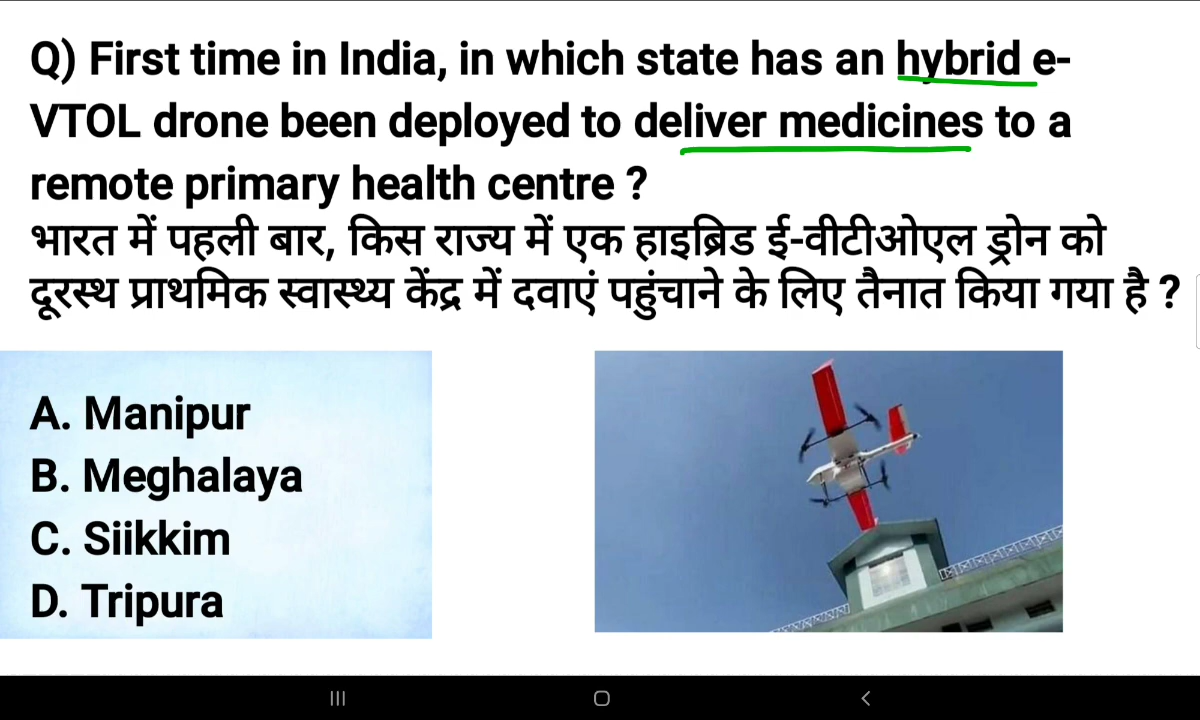 Q) First time in India, in which state has an hybrid e-
VTOL drone been deployed to deliver medicines to a
remote primary health centre ?
भारत में पहली बार, किस राज्य में एक हाइब्रिड ई-वीटीओएल ड्रोन को
दूरस्थ प्राथमिक स्वास्थ्य केंद्र में दवाएं पहुंचाने के लिए तैनात किया गया है ?
A. Manipur
B. Meghalaya
C. Siikkim
D. Tripura